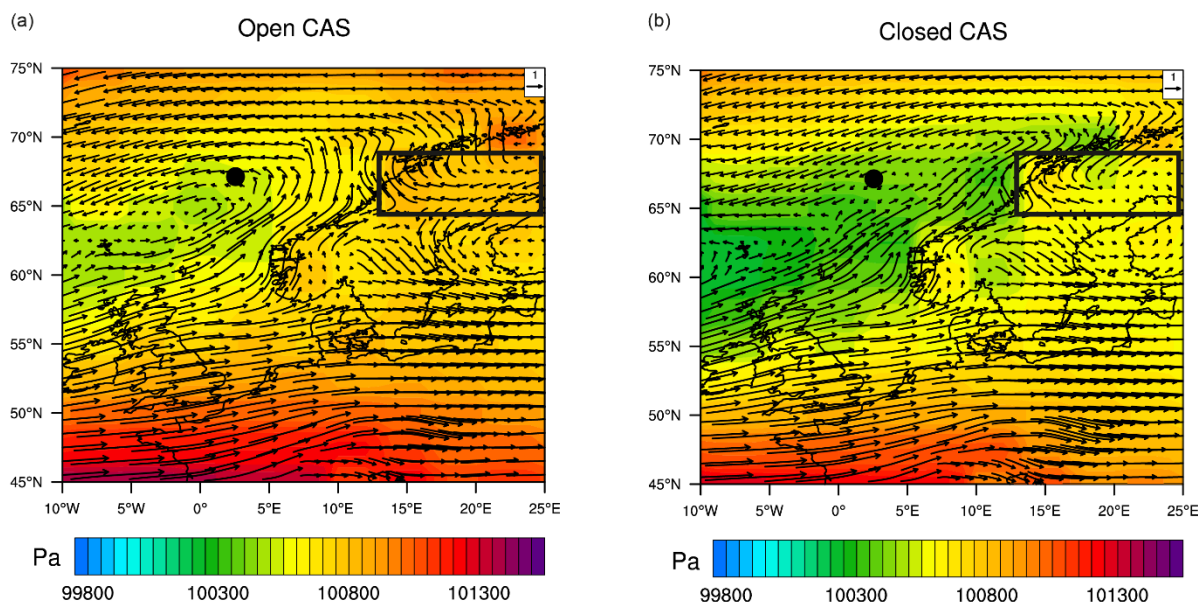 (a)
Open CAS
75°N
70°N
65°N
60°N
55°N
50°N
45°N
10°W
5°W
0°
5°E
10°E
15°E
20°E
25°E
1
Pa
99800
100300
100800
101300
(b)
Closed CAS
75°N
70°N
65°N
60°N
55°N
50°N
45°N
10°W
5°W
0°
5°E
10°E
15°E
20°E
25°E
1
Pa
99800
100300
100800
101300